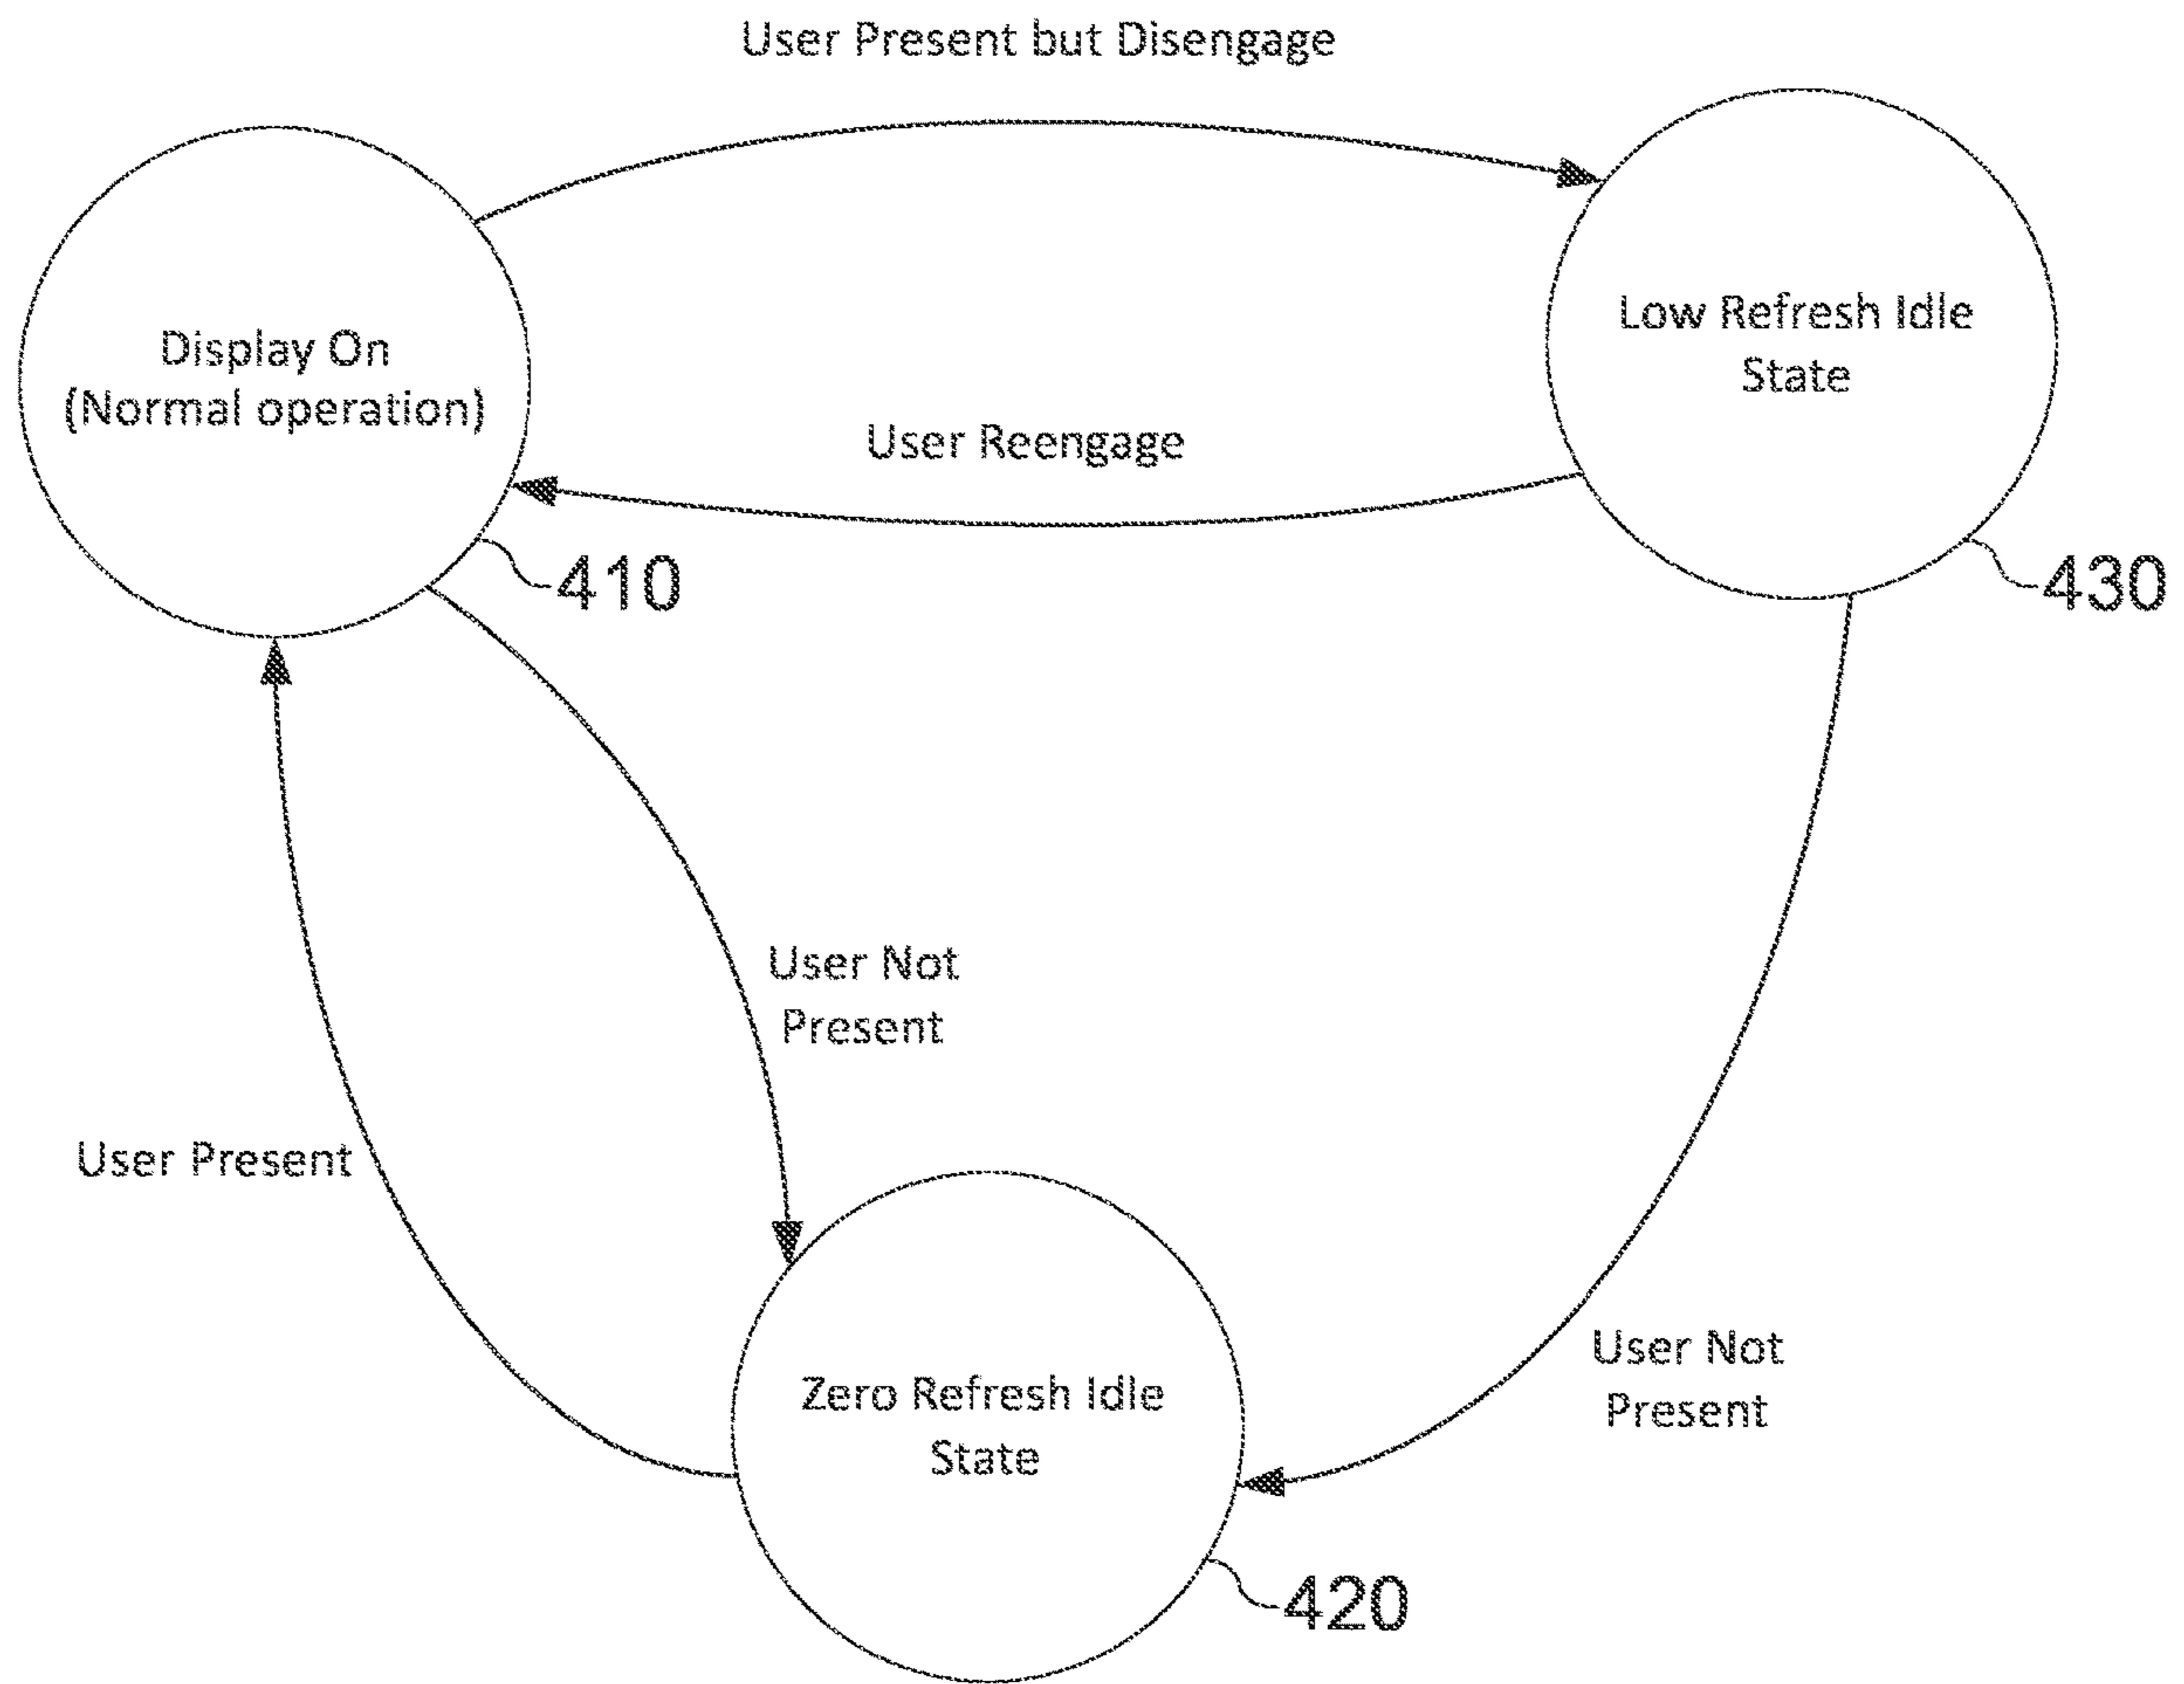 User Present but Disengage
Display On
(Normal operation)
Low Refresh Idle
State
User Reengage
410
430
User Not
Present
User Present
Zero Refresh Idle
State
User Not
Present
420